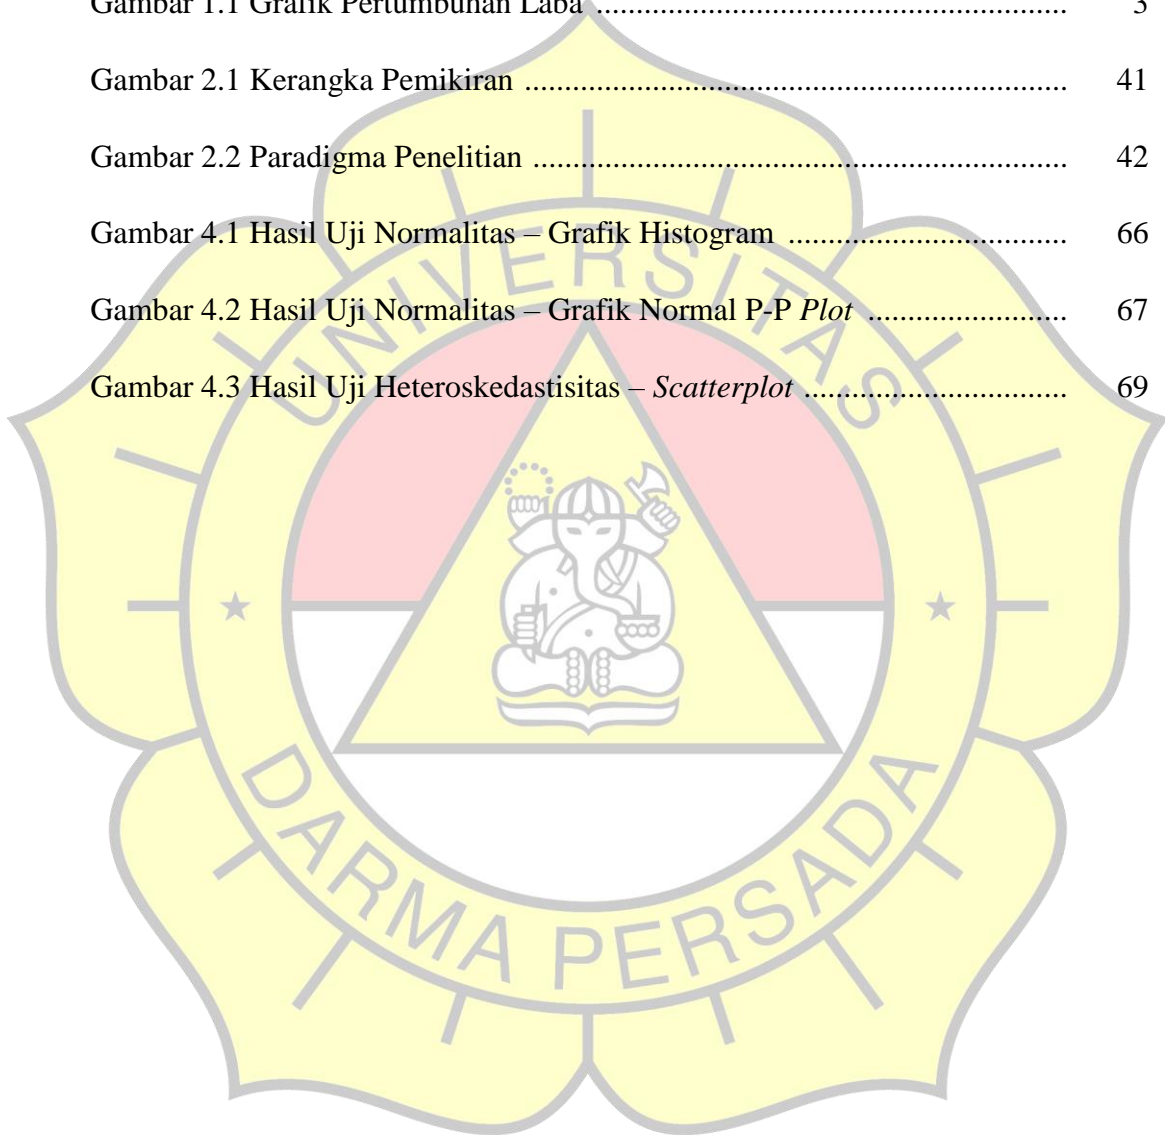 Gambar 1.1 Grafik Pertumbuhan Laba ............................................................ 3
Gambar 2.1 Kerangka Pemikiran .................................................................... 41
Gambar 2.2 Paradigma Penelitian ................................................................... 42
Gambar 4.1 Hasil Uji Normalitas – Grafik Histogram ................................... 66
Gambar 4.2 Hasil Uji Normalitas – Grafik Normal P-P Plot ......................... 67
Gambar 4.3 Hasil Uji Heteroskedastisitas – Scatterplot ................................. 69
UNIVERSITAS
DARMA PERSADA